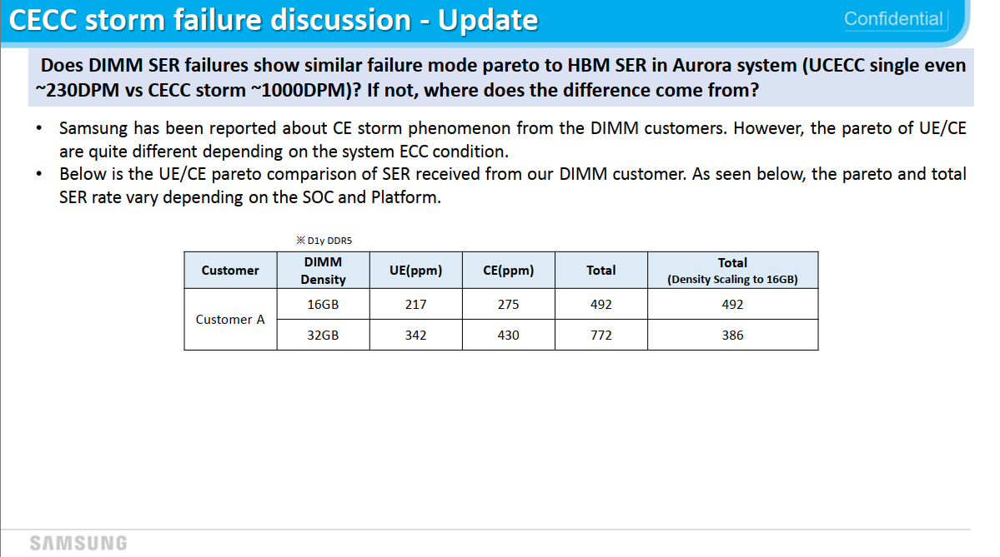 CECC storm failure discussion - Update
Confidential
Does DIMM SER failures show similar failure mode pareto to HBM SER in Aurora system (UCECC single even
~230DPM vs CECC storm ~1000DPM)? If not, where does the difference come from?
• Samsung has been reported about CE storm phenomenon from the DIMM customers. However, the pareto of UE/CE
are quite different depending on the system ECC condition.
• Below is the UE/CE pareto comparison of SER received from our DIMM customer. As seen below, the pareto and total
SER rate vary depending on the SOC and Platform.
※ D1y DDR5
Customer DIMM Density UE(ppm) CE(ppm) Total Total (Density Scaling to 16GB)
Customer A 16GB 217 275 492 492
32GB 342 430 772 386
SAMSUNG